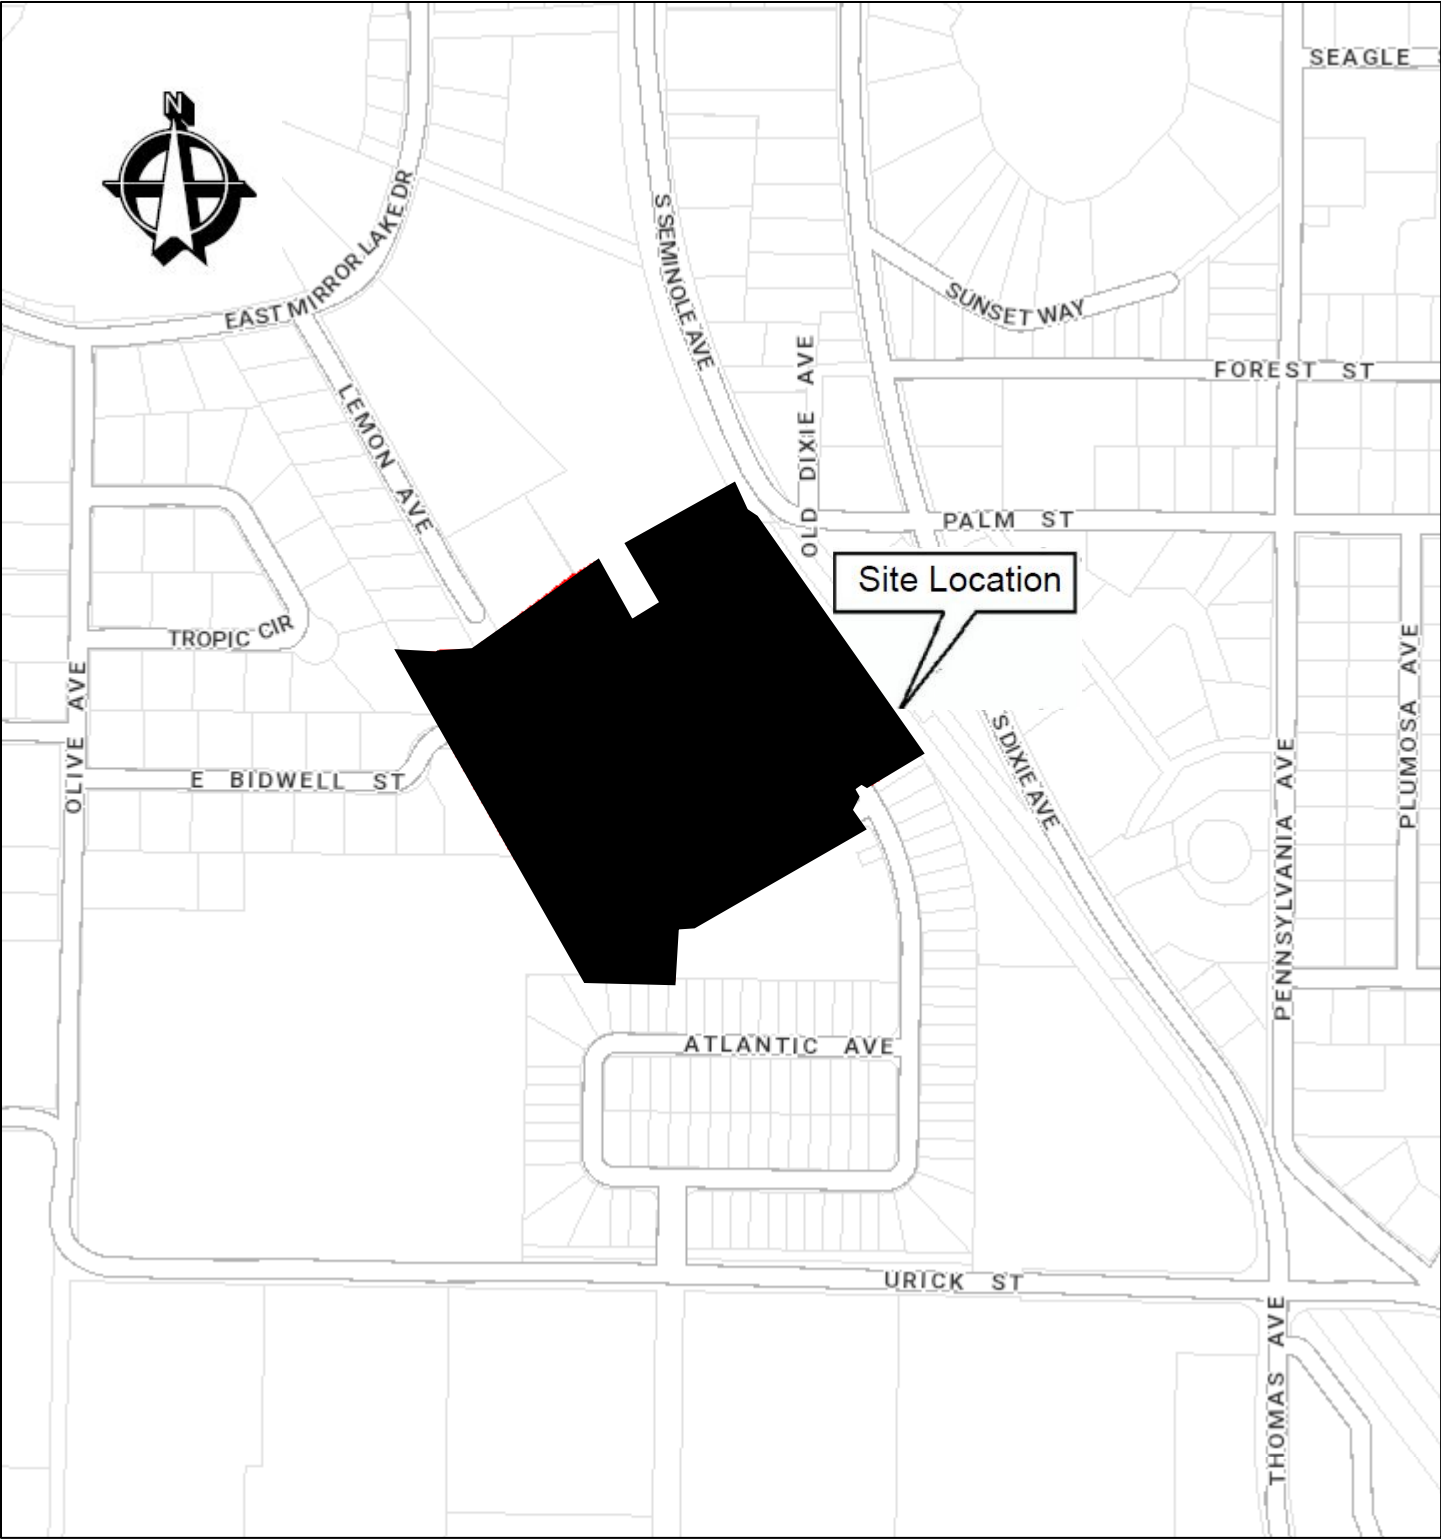 SEAGLE
N
EAST MIRROR LAKE DR
S SEMINOLE AVE
SUNSET WAY
OLD DIXIE AVE
FOREST ST
LEMON AVE
PALM ST
Site Location
TROPIC CIR
OLIVE AVE
PLUMOSA AVE
S DIXIE AVE
E BIDWELL ST
PENNSYLVANIA AVE
ATLANTIC AVE
URICK ST
THOMAS AVE